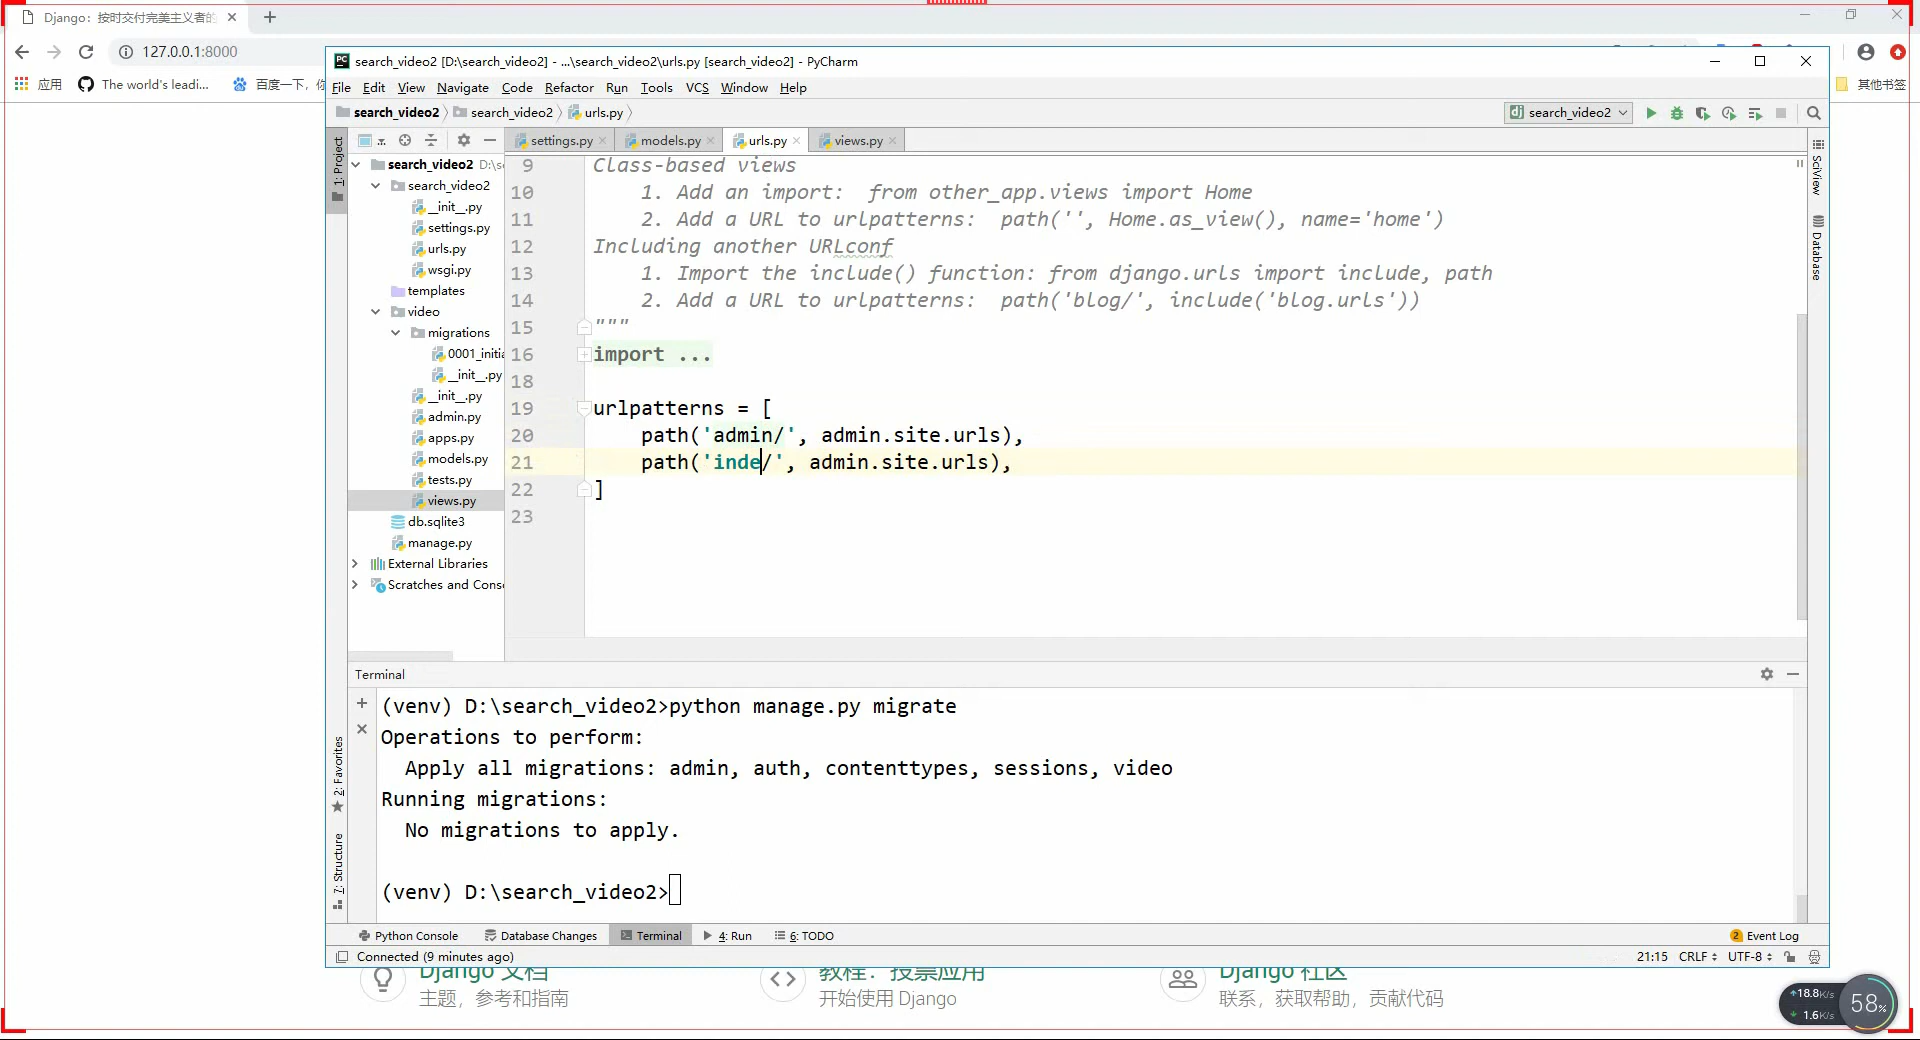 Django：按时交付完美主义者的
127.0.0.1:8000
应用
The world's leadi...
百度一下，你
其他书签
search_video2 [D:\search_video2] - ...\search_video2\urls.py [search_video2] - PyCharm
File Edit View Navigate Code Refactor Run Tools VCS Window Help
search_video2 search_video2 urls.py
search_video2
1: Project
settings.py models.py urls.py views.py
search_video2 D:\s
search_video2
__init__.py
settings.py
urls.py
wsgi.py
templates
video
migrations
0001_initia
__init__.py
__init__.py
admin.py
apps.py
models.py
tests.py
views.py
db.sqlite3
manage.py
External Libraries
Scratches and Conso
9 Class-based views
10 1. Add an import:  from other_app.views import Home
11 2. Add a URL to urlpatterns:  path('', Home.as_view(), name='home')
12 Including another URLconf
13 1. Import the include() function: from django.urls import include, path
14 2. Add a URL to urlpatterns:  path('blog/', include('blog.urls'))
15 """
16 import ...
18
19 urlpatterns = [
20 path('admin/', admin.site.urls),
21 path('inde/', admin.site.urls),
22 ]
23
SciView
Database
Terminal
(venv) D:\search_video2>python manage.py migrate
Operations to perform:
Apply all migrations: admin, auth, contenttypes, sessions, video
Running migrations:
No migrations to apply.
(venv) D:\search_video2>
2: Favorites
7: Structure
Python Console Database Changes Terminal 4: Run 6: TODO
2 Event Log
Connected (9 minutes ago)
21:15 CRLF UTF-8
Django 文档
主题，参考和指南
教程：投票应用
开始使用 Django
Django 社区
联系，获取帮助，贡献代码
18.8K/s
1.6K/s
58%